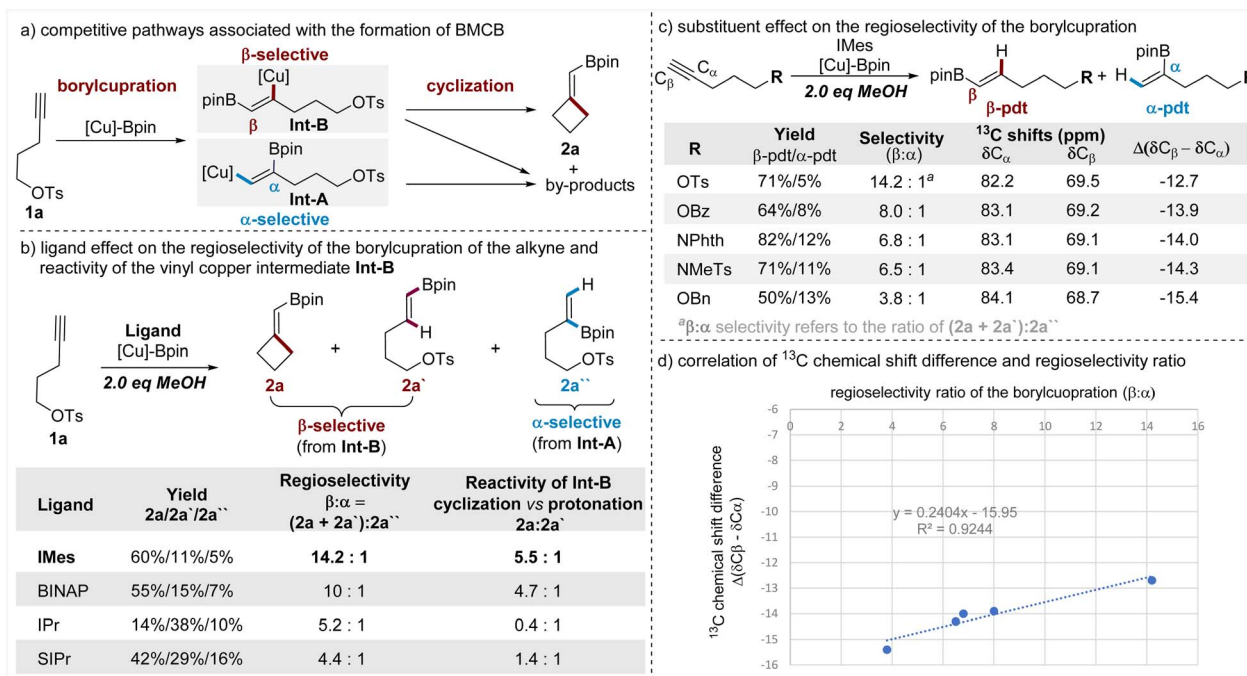 a) competitive pathways associated with the formation of BMCB
β-selective
[Cu]
borylcupration
pinB
OTs
β
Int-B
cyclization
Bpin
[Cu]-Bpin
Bpin
[Cu]
OTs
α
Int-A
α-selective
OTs
1a
2a
+
by-products
b) ligand effect on the regioselectivity of the borylcupration of the alkyne and
reactivity of the vinyl copper intermediate Int-B
Ligand
[Cu]-Bpin
2.0 eq MeOH
OTs
1a
Bpin
2a
+
Bpin
H
OTs
2a`
+
H
Bpin
OTs
2a``
β-selective
(from Int-B)
α-selective
(from Int-A)
Ligand Yield 2a/2a`/2a`` Regioselectivity β:α = (2a + 2a`):2a`` Reactivity of Int-B cyclization vs protonation 2a:2a`
IMes 60%/11%/5% 14.2 : 1 5.5 : 1
BINAP 55%/15%/7% 10 : 1 4.7 : 1
IPr 14%/38%/10% 5.2 : 1 0.4 : 1
SIPr 42%/29%/16% 4.4 : 1 1.4 : 1
c) substituent effect on the regioselectivity of the borylcupration
Cβ
Cα
R
IMes
[Cu]-Bpin
2.0 eq MeOH
H
pinB
R
β
β-pdt
+
pinB
H
α
R
α-pdt
R Yield β-pdt/α-pdt Selectivity (β:α) 13C shifts (ppm) δCα δCβ Δ(δCβ – δCα)
OTs 71%/5% 14.2 : 1a 82.2 69.5 -12.7
OBz 64%/8% 8.0 : 1 83.1 69.2 -13.9
NPhth 82%/12% 6.8 : 1 83.1 69.1 -14.0
NMeTs 71%/11% 6.5 : 1 83.4 69.1 -14.3
OBn 50%/13% 3.8 : 1 84.1 68.7 -15.4
aβ:α selectivity refers to the ratio of (2a + 2a`):2a``
d) correlation of 13C chemical shift difference and regioselectivity ratio
regioselectivity ratio of the borylcuopration (β:α)
0 2 4 6 8 10 12 14 16
-6
-7
-8
-9
-10
-11
-12
-13
-14
-15
-16
13C chemical shift difference
Δ(δCβ - δCα)
y = 0.2404x - 15.95
R² = 0.9244